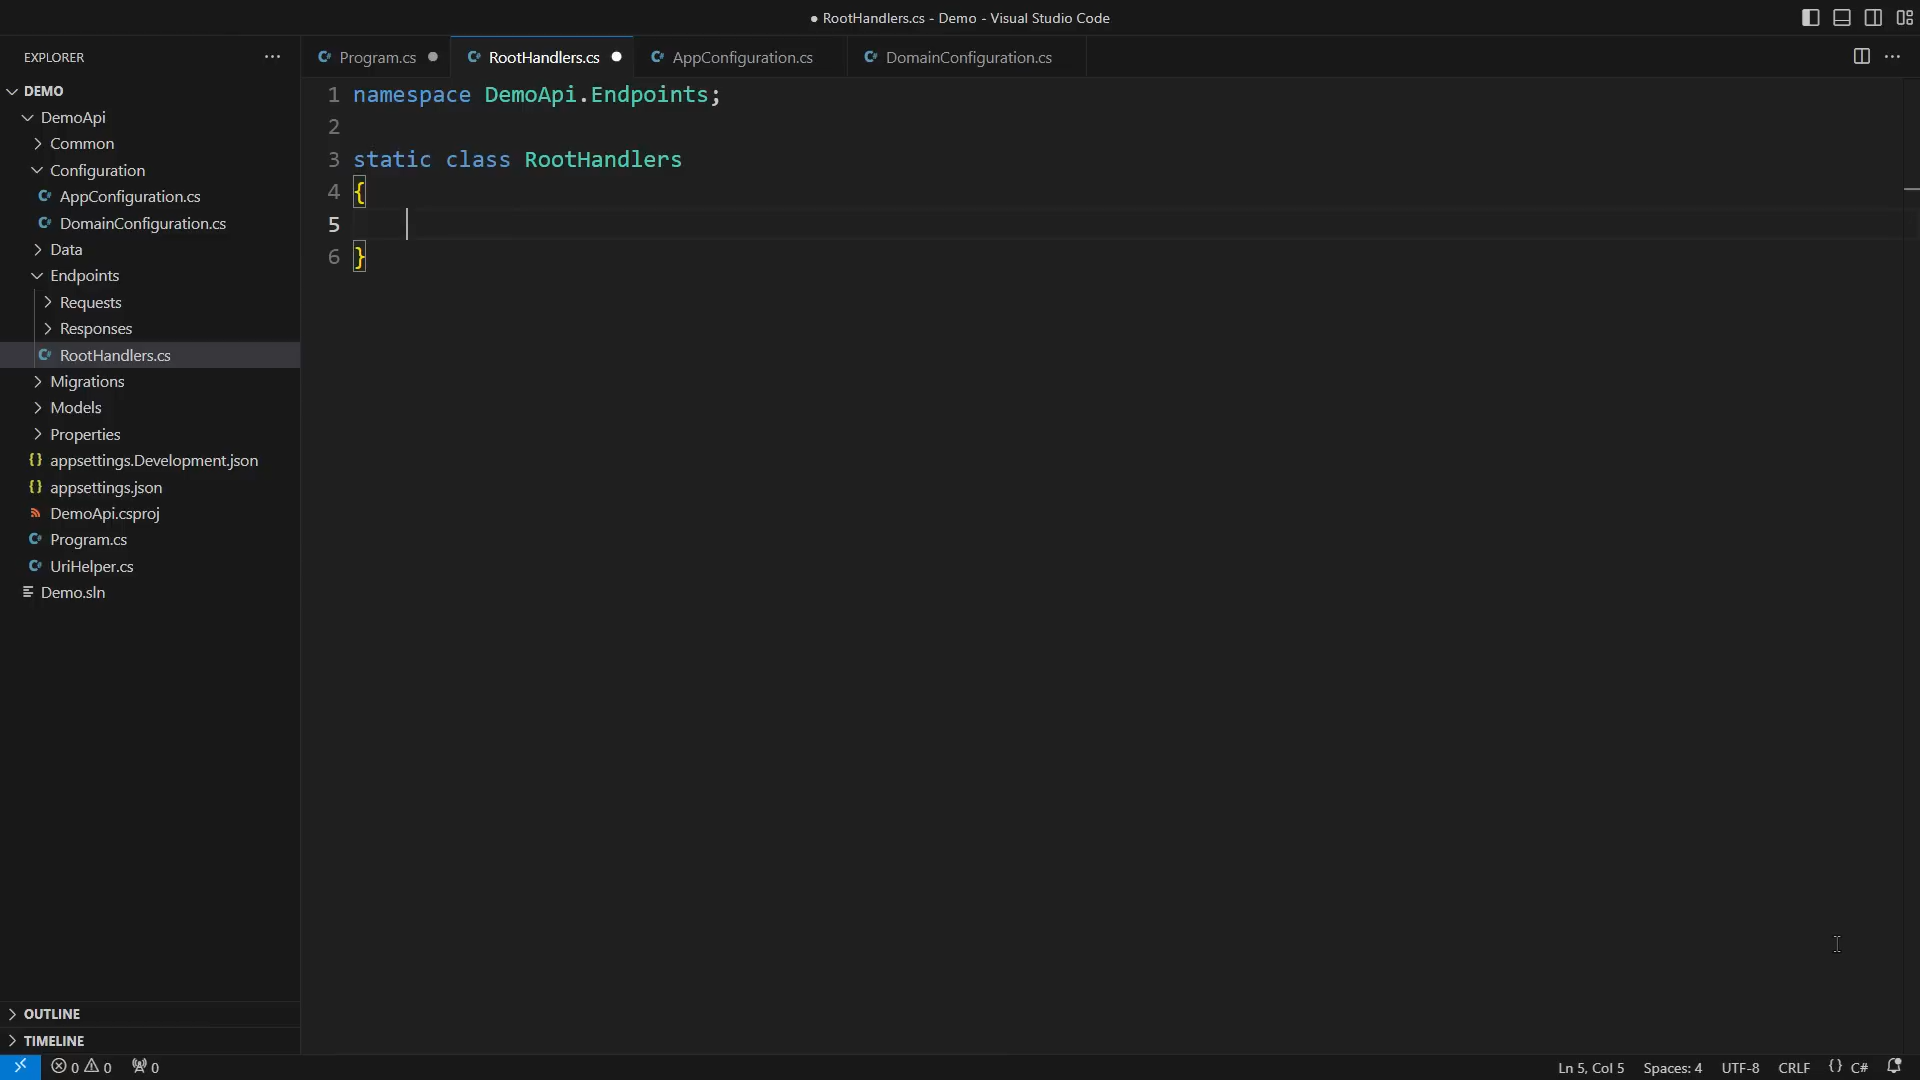 ● RootHandlers.cs - Demo - Visual Studio Code
EXPLORER
Program.cs
RootHandlers.cs
AppConfiguration.cs
DomainConfiguration.cs
DEMO
DemoApi
Common
Configuration
AppConfiguration.cs
DomainConfiguration.cs
Data
Endpoints
Requests
Responses
RootHandlers.cs
Migrations
Models
Properties
appsettings.Development.json
appsettings.json
DemoApi.csproj
Program.cs
UriHelper.cs
Demo.sln
1 namespace DemoApi.Endpoints;
2
3 static class RootHandlers
4 {
5
6 }
OUTLINE
TIMELINE
0 0 0
Ln 5, Col 5 Spaces: 4 UTF-8 CRLF {} C#